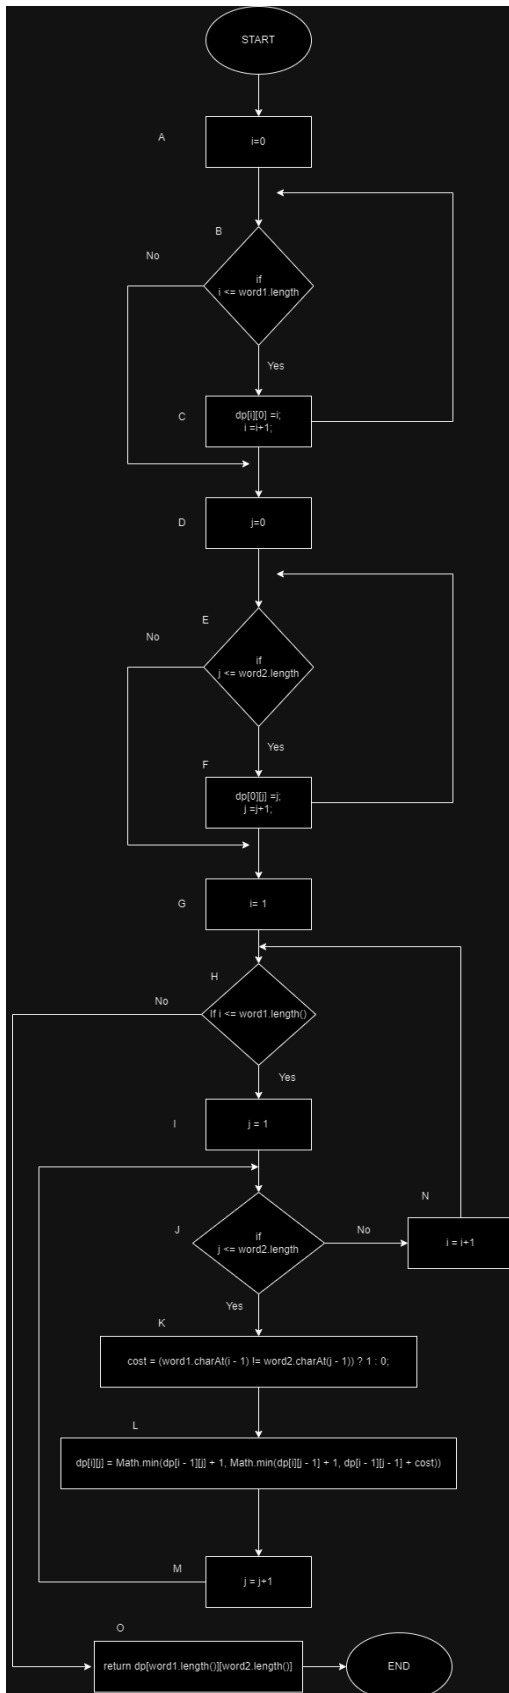 START
A
i=0
B
No
if
i <= word1.length
Yes
C
dp[i][0] =i;
i =i+1;
D
j=0
E
No
if
j <= word2.length
Yes
F
dp[0][j] =j;
j =j+1;
G
i= 1
H
No
If i <= word1.length()
Yes
I
j = 1
N
J
if
j <= word2.length
No
i = i+1
Yes
K
cost = (word1.charAt(i - 1) != word2.charAt(j - 1)) ? 1 : 0;
L
dp[i][j] = Math.min(dp[i - 1][j] + 1, Math.min(dp[i][j - 1] + 1, dp[i - 1][j - 1] + cost))
M
j = j+1
O
return dp[word1.length()][word2.length()]
END